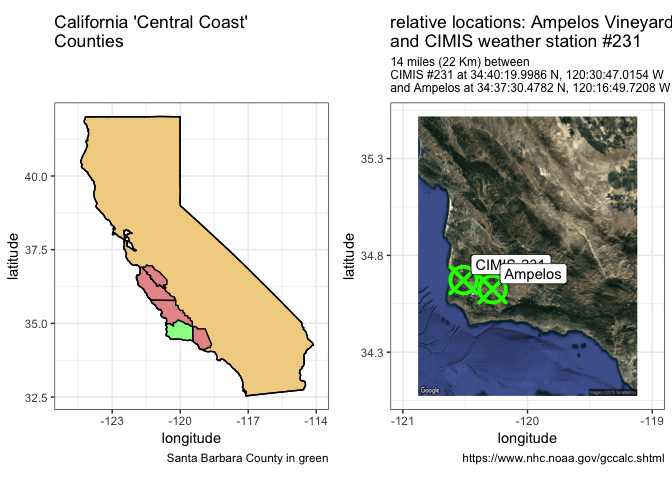 California 'Central Coast'
Counties
40.0
37.5
35.0
32.5
latitude
-123
-120
-117
-114
longitude
Santa Barbara County in green
relative locations: Ampelos Vineyard
and CIMIS weather station #231
14 miles (22 Km) between
CIMIS #231 at 34:40:19.9986 N, 120:30:47.0154 W
and Ampelos at 34:37:30.4782 N, 120:16:49.7208 W
35.3
34.8
34.3
latitude
CIMIS 231
Ampelos
Google
-121
-120
-119
longitude
https://www.nhc.noaa.gov/gccalc.shtml